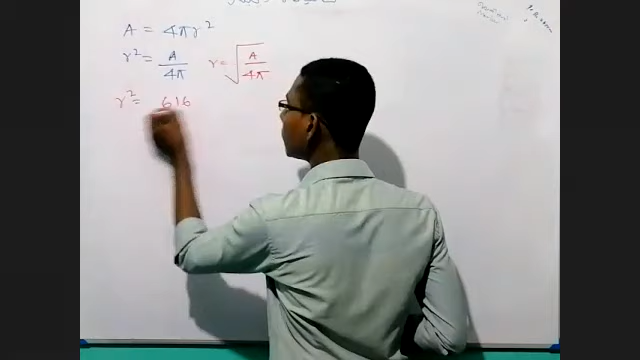 A = 4πr²
r² = A/4π r = √A/4π
r² = 616